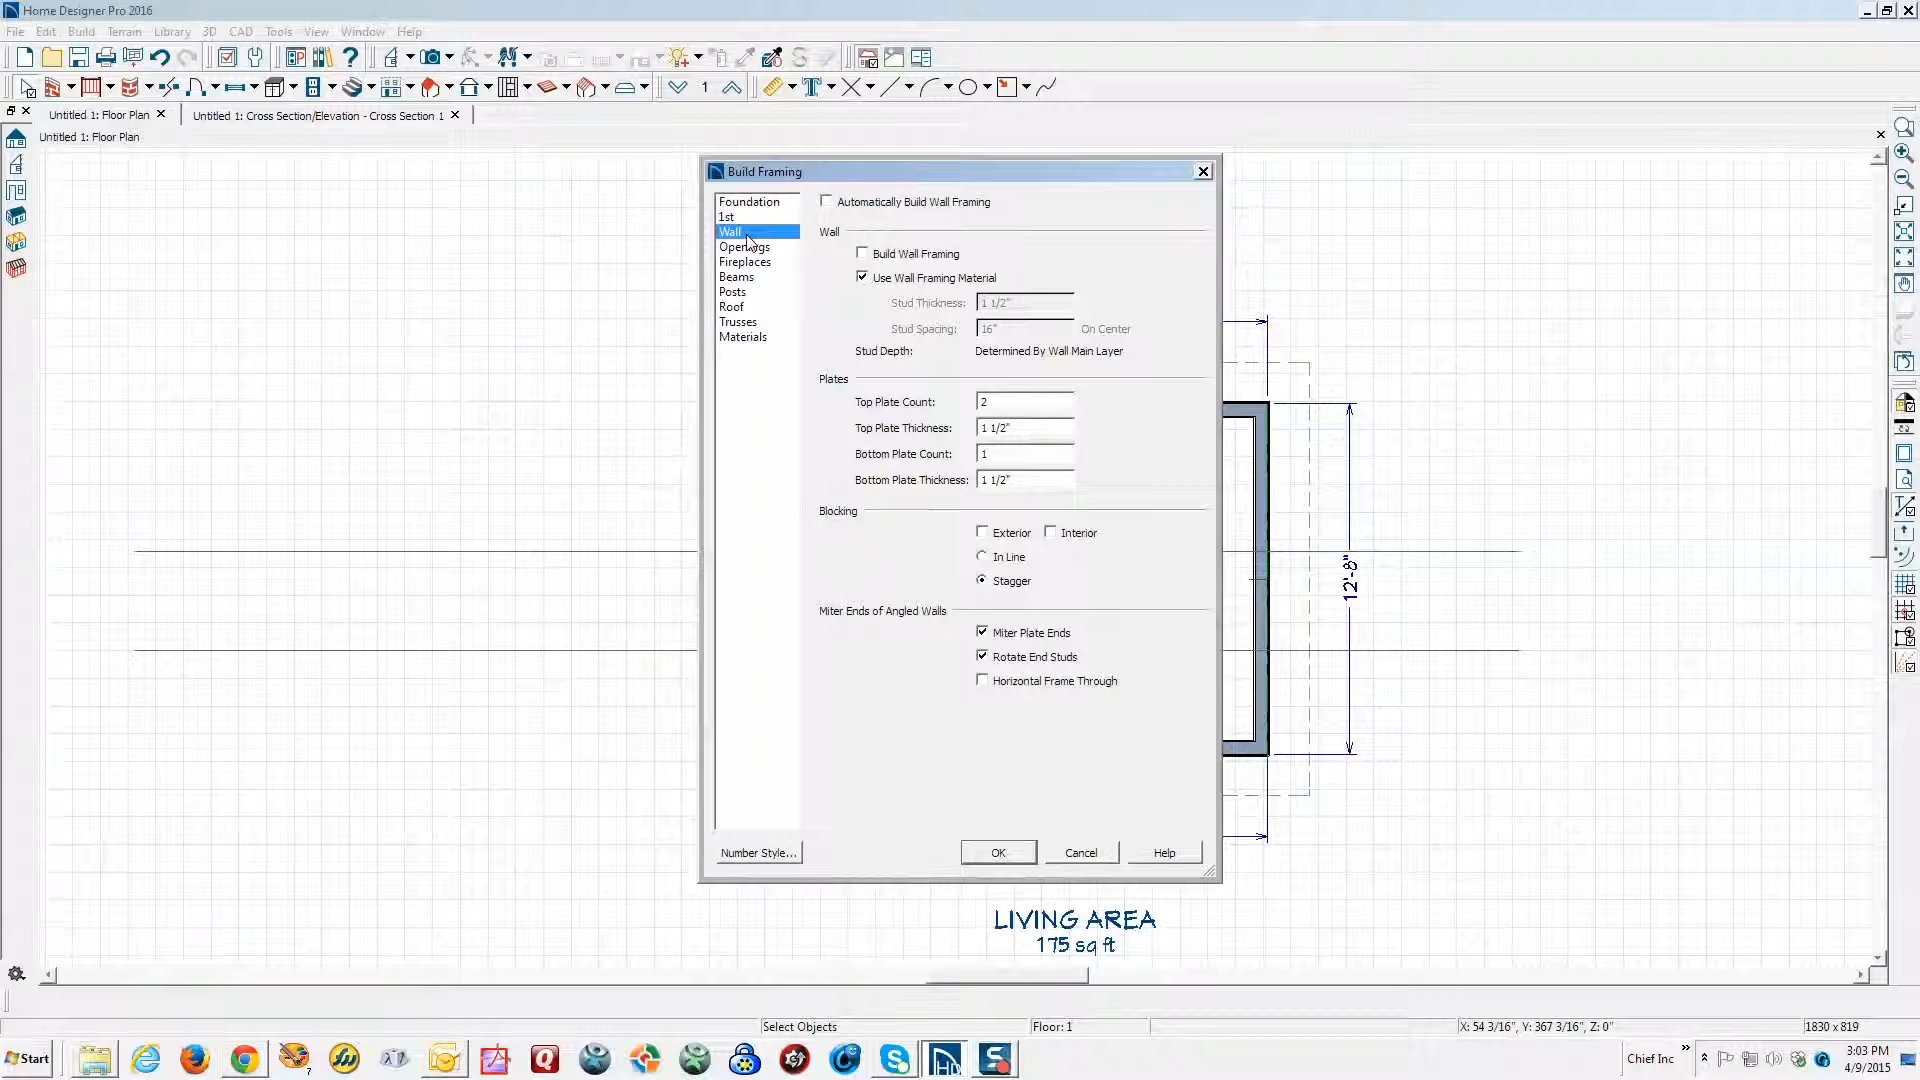 Home Designer Pro 2016
File Edit Build Terrain Library 3D CAD Tools View Window Help
1
Untitled 1: Floor Plan
Untitled 1: Cross Section/Elevation - Cross Section 1
Untitled 1: Floor Plan
Build Framing
Foundation
1st
Wall
Openings
Fireplaces
Beams
Posts
Roof
Trusses
Materials
Automatically Build Wall Framing
Wall
Build Wall Framing
Use Wall Framing Material
Stud Thickness: 1 1/2"
Stud Spacing: 16" On Center
Stud Depth: Determined By Wall Main Layer
Plates
Top Plate Count: 2
Top Plate Thickness: 1 1/2"
Bottom Plate Count: 1
Bottom Plate Thickness: 1 1/2"
Blocking
Exterior Interior
In Line
Stagger
Miter Ends of Angled Walls
Miter Plate Ends
Rotate End Studs
Horizontal Frame Through
Number Style... OK Cancel Help
12'-8"
LIVING AREA
175 sq ft
Select Objects Floor: 1 X: 54 3/16", Y: 367 3/16", Z: 0" 1830 x 819
Start
Chief Inc
3:03 PM
4/9/2015